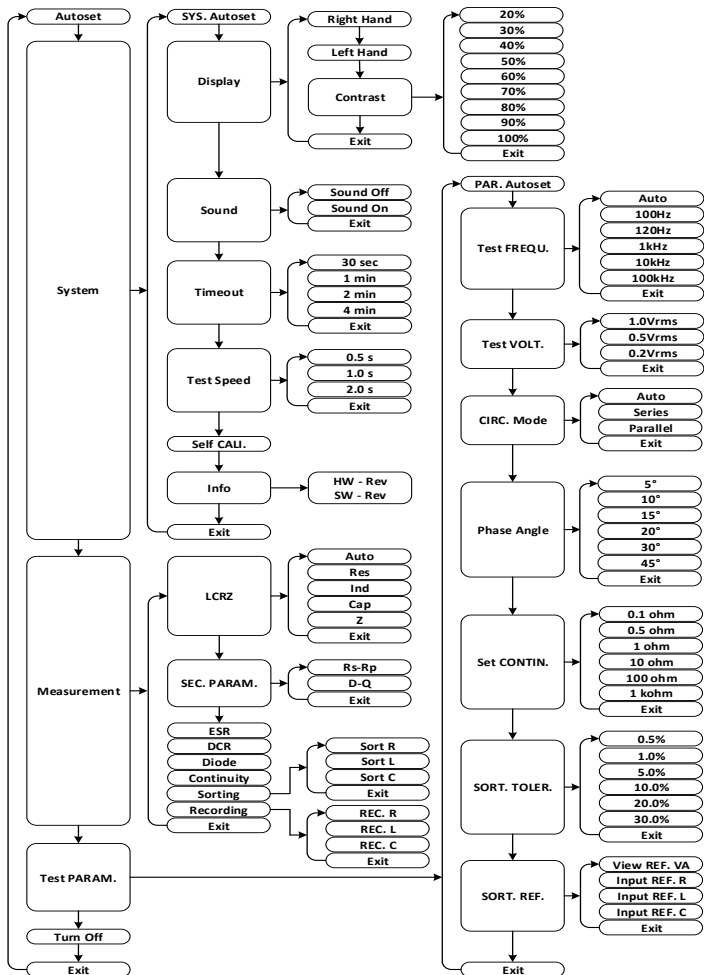 Autoset
System
Measurement
Test PARAM.
Turn Off
Exit
SYS. Autoset
Display
Sound
Timeout
Test Speed
Self CALI.
Info
Exit
Right Hand
Left Hand
Contrast
Exit
20%
30%
40%
50%
60%
70%
80%
90%
100%
Exit
Sound Off
Sound On
Exit
30 sec
1 min
2 min
4 min
Exit
0.5 s
1.0 s
2.0 s
Exit
HW - Rev
SW - Rev
LCRZ
SEC. PARAM.
ESR
DCR
Diode
Continuity
Sorting
Recording
Exit
Auto
Res
Ind
Cap
Z
Exit
Rs-Rp
D-Q
Exit
Sort R
Sort L
Sort C
Exit
REC. R
REC. L
REC. C
Exit
PAR. Autoset
Test FREQU.
Test VOLT.
CIRC. Mode
Phase Angle
Set CONTIN.
SORT. TOLER.
SORT. REF.
Exit
Auto
100Hz
120Hz
1kHz
10kHz
100kHz
Exit
1.0Vrms
0.5Vrms
0.2Vrms
Exit
Auto
Series
Parallel
Exit
5°
10°
15°
20°
30°
45°
Exit
0.1 ohm
0.5 ohm
1 ohm
10 ohm
100 ohm
1 kohm
Exit
0.5%
1.0%
5.0%
10.0%
20.0%
30.0%
Exit
View REF. VA
Input REF. R
Input REF. L
Input REF. C
Exit